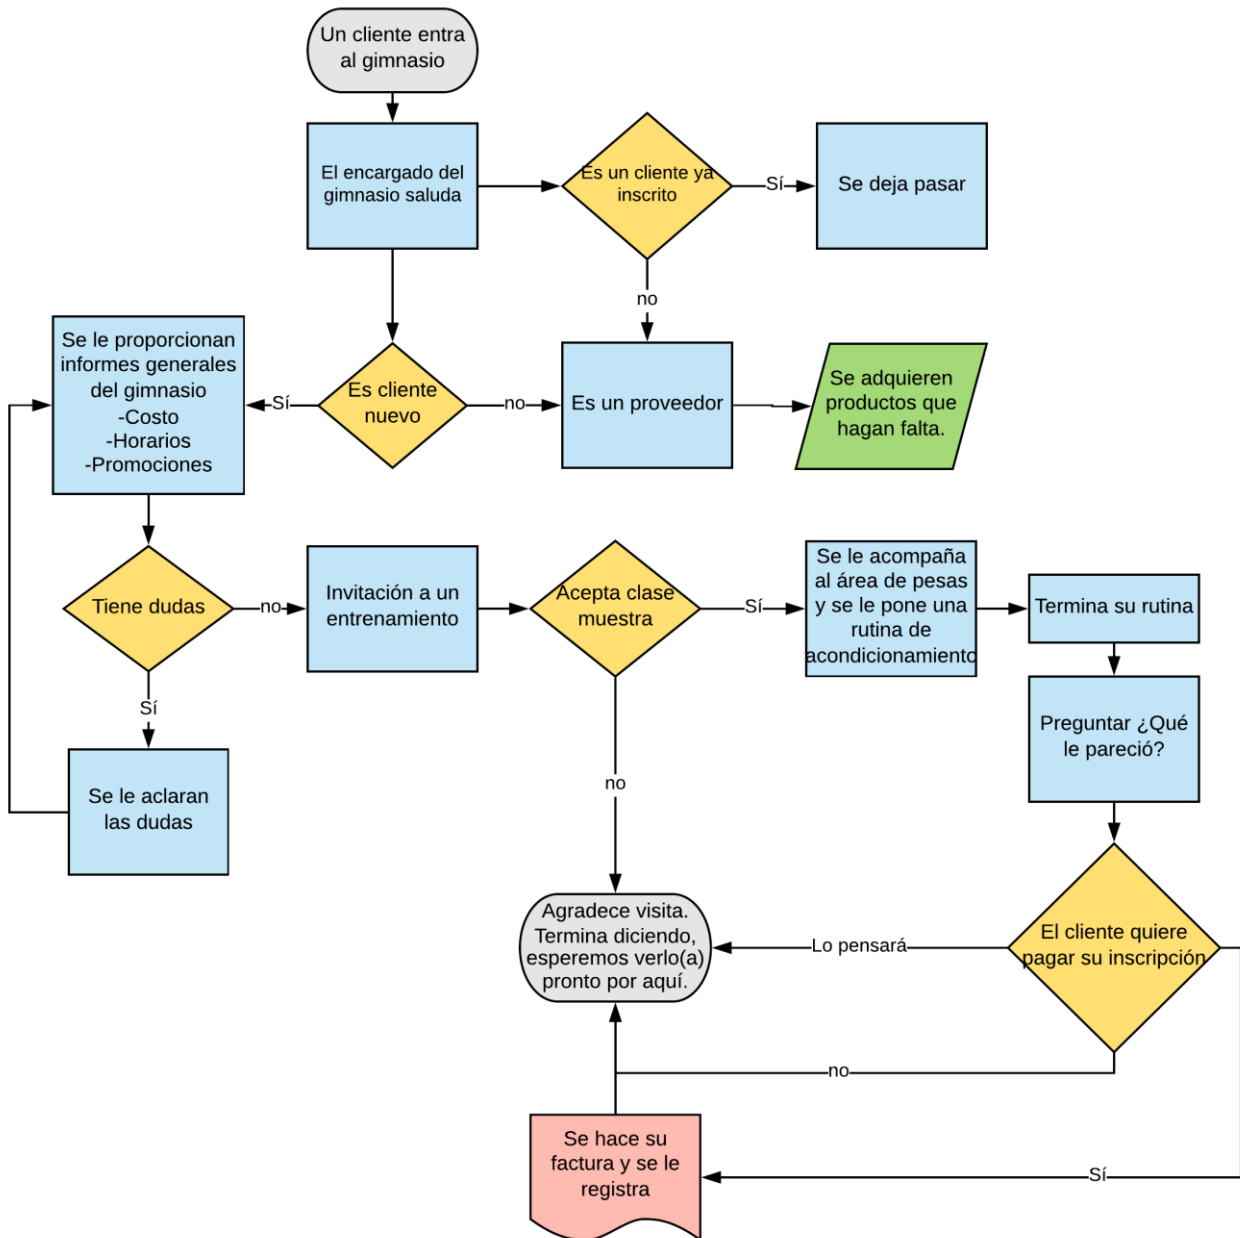 Un cliente entra
al gimnasio
El encargado del
gimnasio saluda
Es un cliente ya
inscrito
Sí
Se deja pasar
no
Se le proporcionan
informes generales
del gimnasio
-Costo
-Horarios
-Promociones
Sí
Es cliente
nuevo
no
Es un proveedor
Se adquieren
productos que
hagan falta.
Tiene dudas
no
Invitación a un
entrenamiento
Acepta clase
muestra
Sí
Se le acompaña
al área de pesas
y se le pone una
rutina de
acondicionamiento
Termina su rutina
Preguntar ¿Qué
le pareció?
Sí
Se le aclaran
las dudas
no
Agradece visita.
Termina diciendo,
esperemos verlo(a)
pronto por aquí.
Lo pensará
El cliente quiere
pagar su inscripción
no
Se hace su
factura y se le
registra
Sí